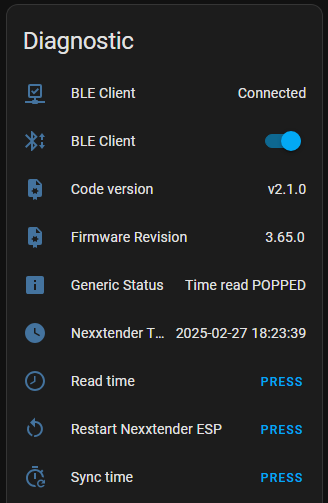 Diagnostic
BLE Client Connected
BLE Client
Code version v2.1.0
Firmware Revision 3.65.0
Generic Status Time read POPPED
Nexxtender T... 2025-02-27 18:23:39
Read time PRESS
Restart Nexxtender ESP PRESS
Sync time PRESS